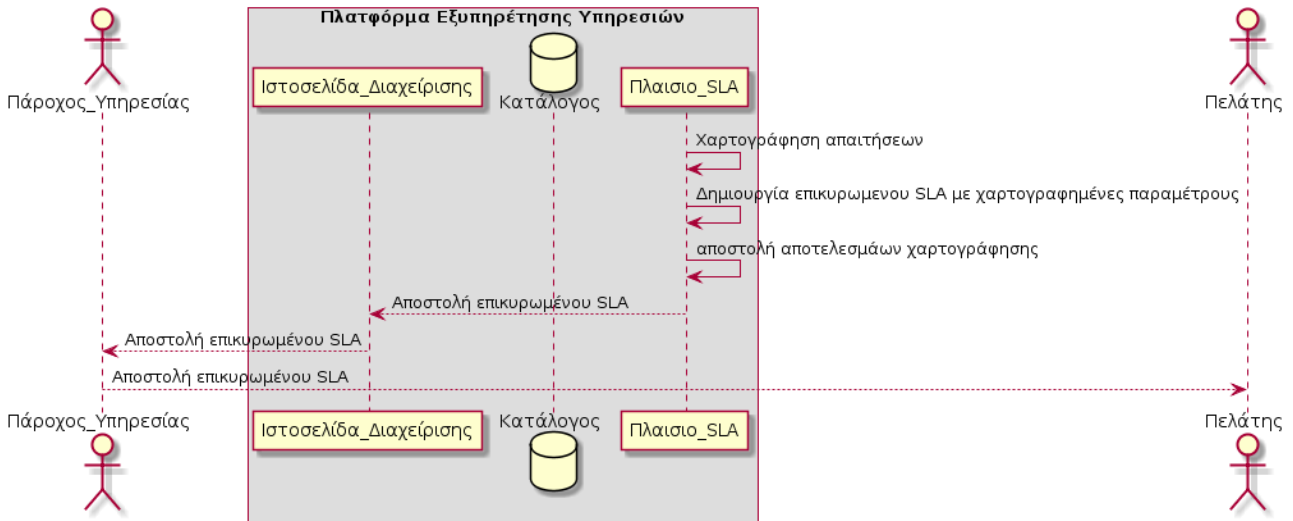 Πλατφόρμα Εξυπηρέτησης Υπηρεσιών
Πάροχος_Υπηρεσίας
Ιστοσελίδα_Διαχείρισης
Κατάλογος
Πλαισιο_SLA
Πελάτης
Χαρτογράφηση απαιτήσεων
Δημιουργία επικυρωμενου SLA με χαρτογραφημένες παραμέτρους
αποστολή αποτελεσμάων χαρτογράφησης
Αποστολή επικυρωμένου SLA
Αποστολή επικυρωμένου SLA
Αποστολή επικυρωμένου SLA
Πάροχος_Υπηρεσίας
Ιστοσελίδα_Διαχείρισης
Κατάλογος
Πλαισιο_SLA
Πελάτης